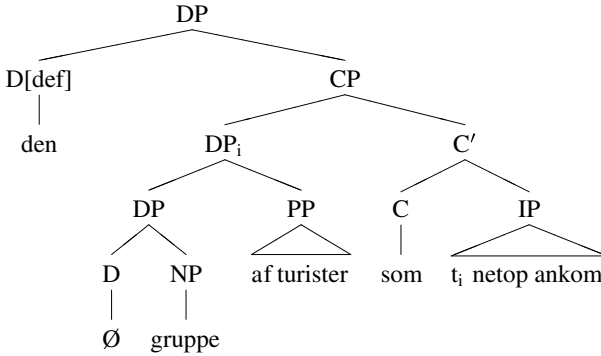 DP
D[def] CP
den DPi C′
DP PP C IP
D NP af turister som ti netop ankom
Ø gruppe